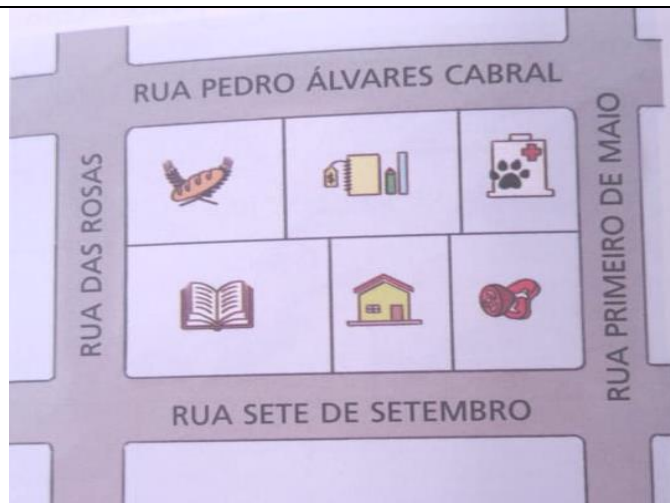 RUA PEDRO ÁLVARES CABRAL
RUA DAS ROSAS
RUA PRIMEIRO DE MAIO
RUA SETE DE SETEMBRO